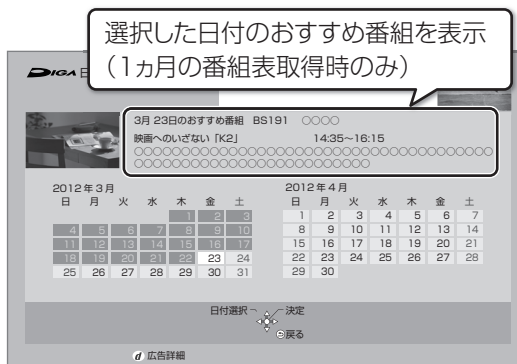 選択した日付のおすすめ番組を表示
(1ヵ月の番組表取得時のみ)
DIGA 日
3月 23日のおすすめ番組 BS191 ○○○○
映画へのいざない「K2」 14:35~16:15
○○○○○○○○○○○○○○○○○○○○○○○○○○○○○○○○○○○○
○○○○○○○○○○○○○○○○○○○○○○○○
2012年3月
日 月 火 水 木 金 土
1 2 3
4 5 6 7 8 9 10
11 12 13 14 15 16 17
18 19 20 21 22 23 24
25 26 27 28 29 30 31
2012年4月
日 月 火 水 木 金 土
1 2 3 4 5 6 7
8 9 10 11 12 13 14
15 16 17 18 19 20 21
22 23 24 25 26 27 28
29 30
日付選択 決定
戻る
d 広告詳細